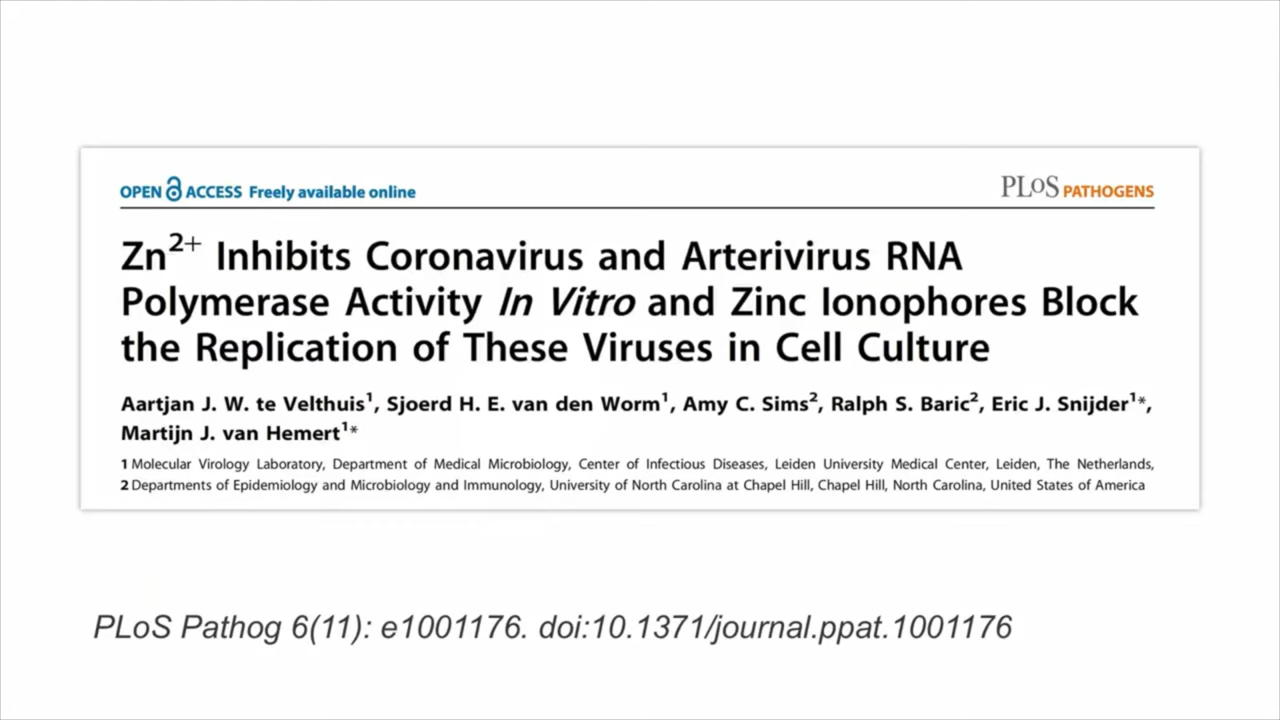 OPEN ACCESS Freely available online
PLoS PATHOGENS
Zn2+ Inhibits Coronavirus and Arterivirus RNA
Polymerase Activity In Vitro and Zinc Ionophores Block
the Replication of These Viruses in Cell Culture
Aartjan J. W. te Velthuis1, Sjoerd H. E. van den Worm1, Amy C. Sims2, Ralph S. Baric2, Eric J. Snijder1*,
Martijn J. van Hemert1*
1 Molecular Virology Laboratory, Department of Medical Microbiology, Center of Infectious Diseases, Leiden University Medical Center, Leiden, The Netherlands,
2 Departments of Epidemiology and Microbiology and Immunology, University of North Carolina at Chapel Hill, Chapel Hill, North Carolina, United States of America
PLoS Pathog 6(11): e1001176. doi:10.1371/journal.ppat.1001176